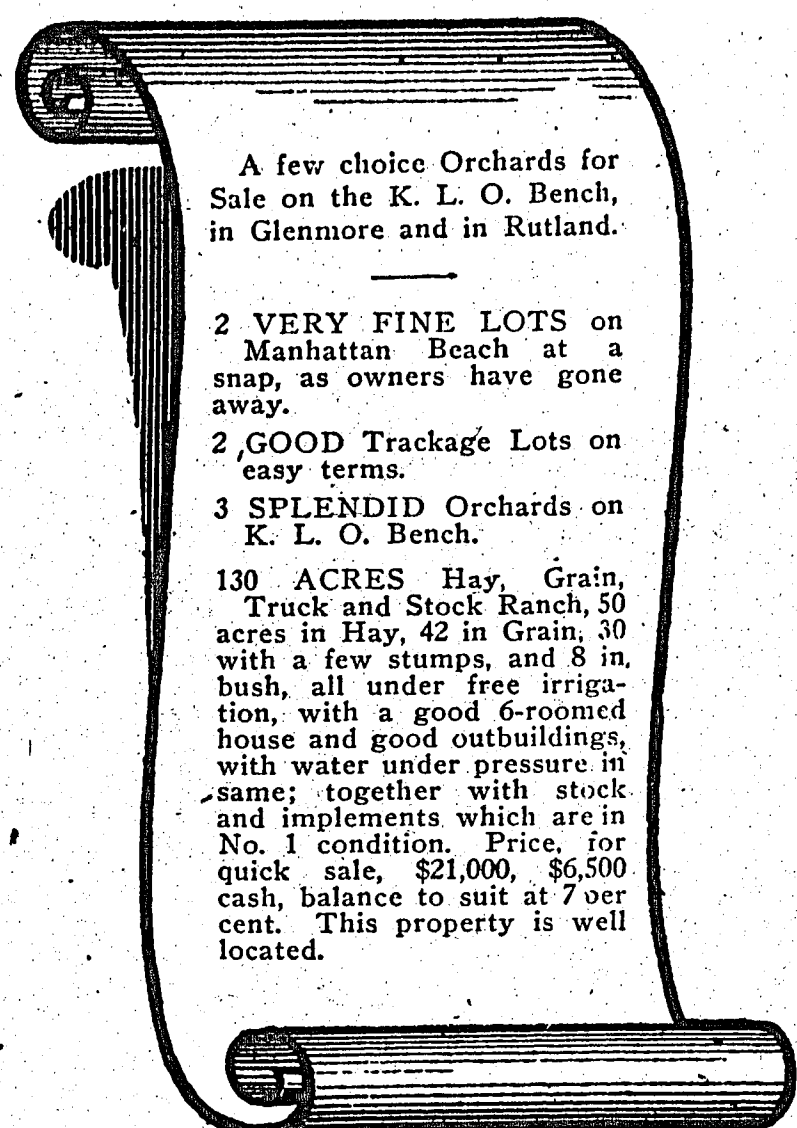 A few choice Orchards for
Sale on the K. L. O. Bench,
in Glenmore and in Rutland.
2 VERY FINE LOTS on
Manhattan Beach at a
snap, as owners have gone
away.
2 GOOD Trackage Lots on
easy terms.
3 SPLENDID Orchards on
K. L. O. Bench.
130 ACRES Hay, Grain,
Truck and Stock Ranch, 50
acres in Hay, 42 in Grain, 30
with a few stumps, and 8 in
bush, all under free irriga-
tion, with a good 6-roomed
house and good outbuildings,
with water under pressure in
same; together with stock
and implements which are in
No. 1 condition. Price, for
quick sale, $21,000, $6,500
cash, balance to suit at 7 per
cent. This property is well
located.